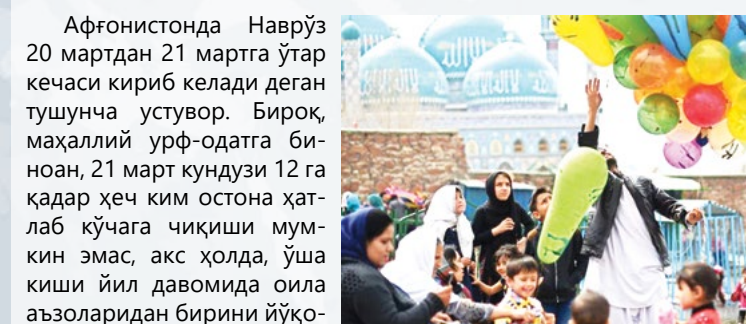 Афғонистонда Наврўз
20 мартдан 21 мартга ўтар
кечаси кириб келади деган
тушунча устувор. Бироқ,
маҳаллий урф-одатга би-
ноан, 21 март кундузи 12 га
қадар ҳеч ким остона ҳат-
лаб кўчага чиқиши мум-
кин эмас, акс ҳолда, ўша
киши йил давомида оила
аъзоларидан бирини йўқо-